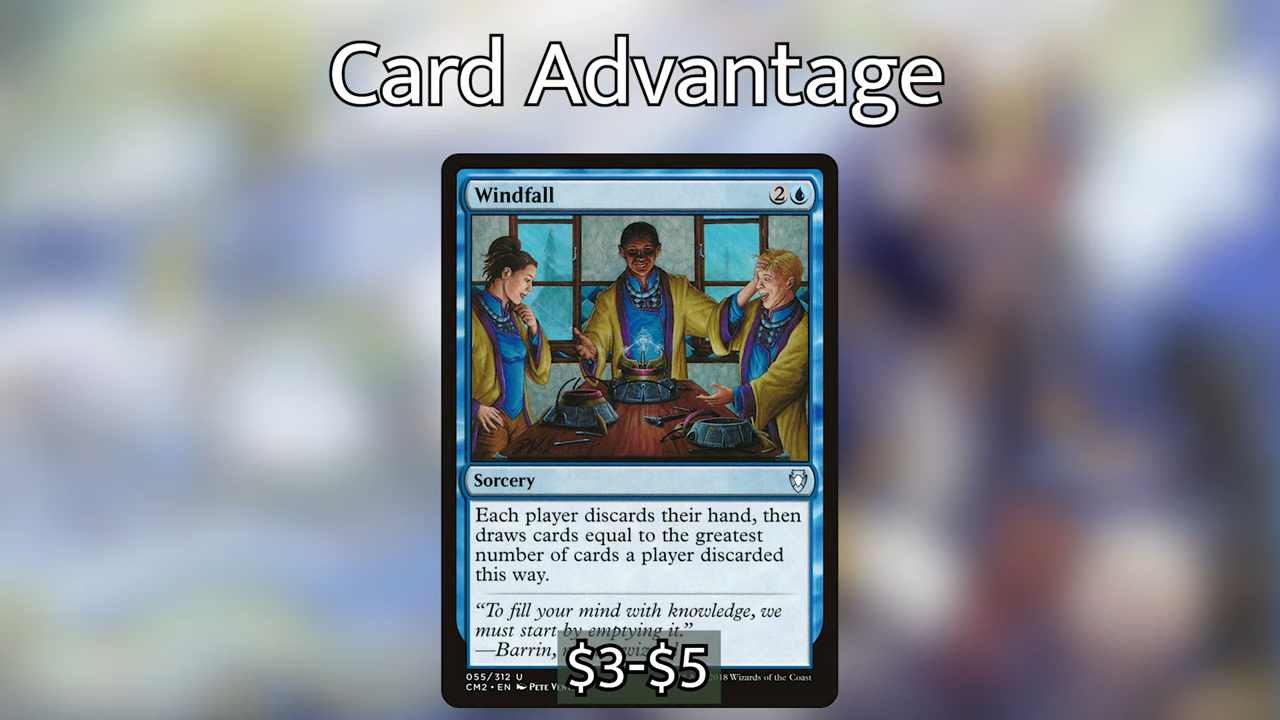 Card Advantage
Windfall 2
Sorcery
Each player discards their hand, then
draws cards equal to the greatest
number of cards a player discarded
this way.
“To fill your mind with knowledge, we
must start by emptying it.”
—Barrin,
$3-$5
055/312 U
CM2 • EN PETE
2018 Wizards of the Coast